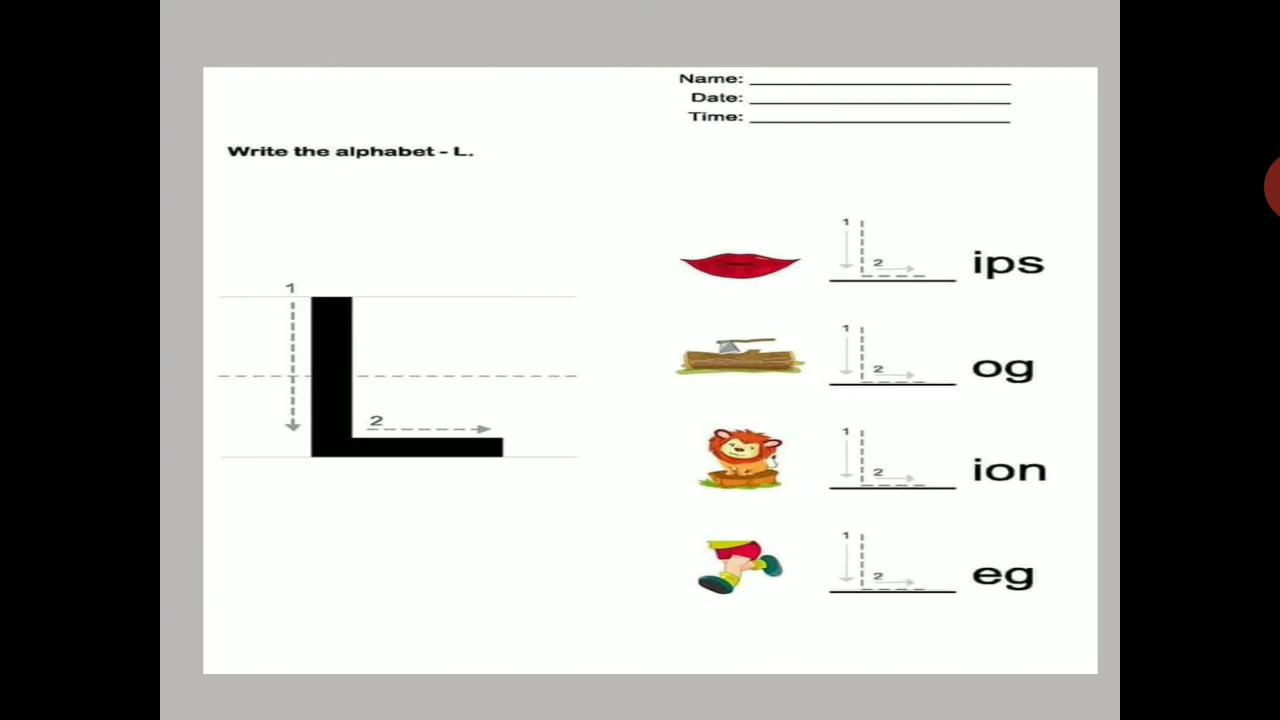 Name:
Date:
Time:
Write the alphabet - L.
1
2
L
1
2
ips
1
2
og
1
2
ion
1
2
eg